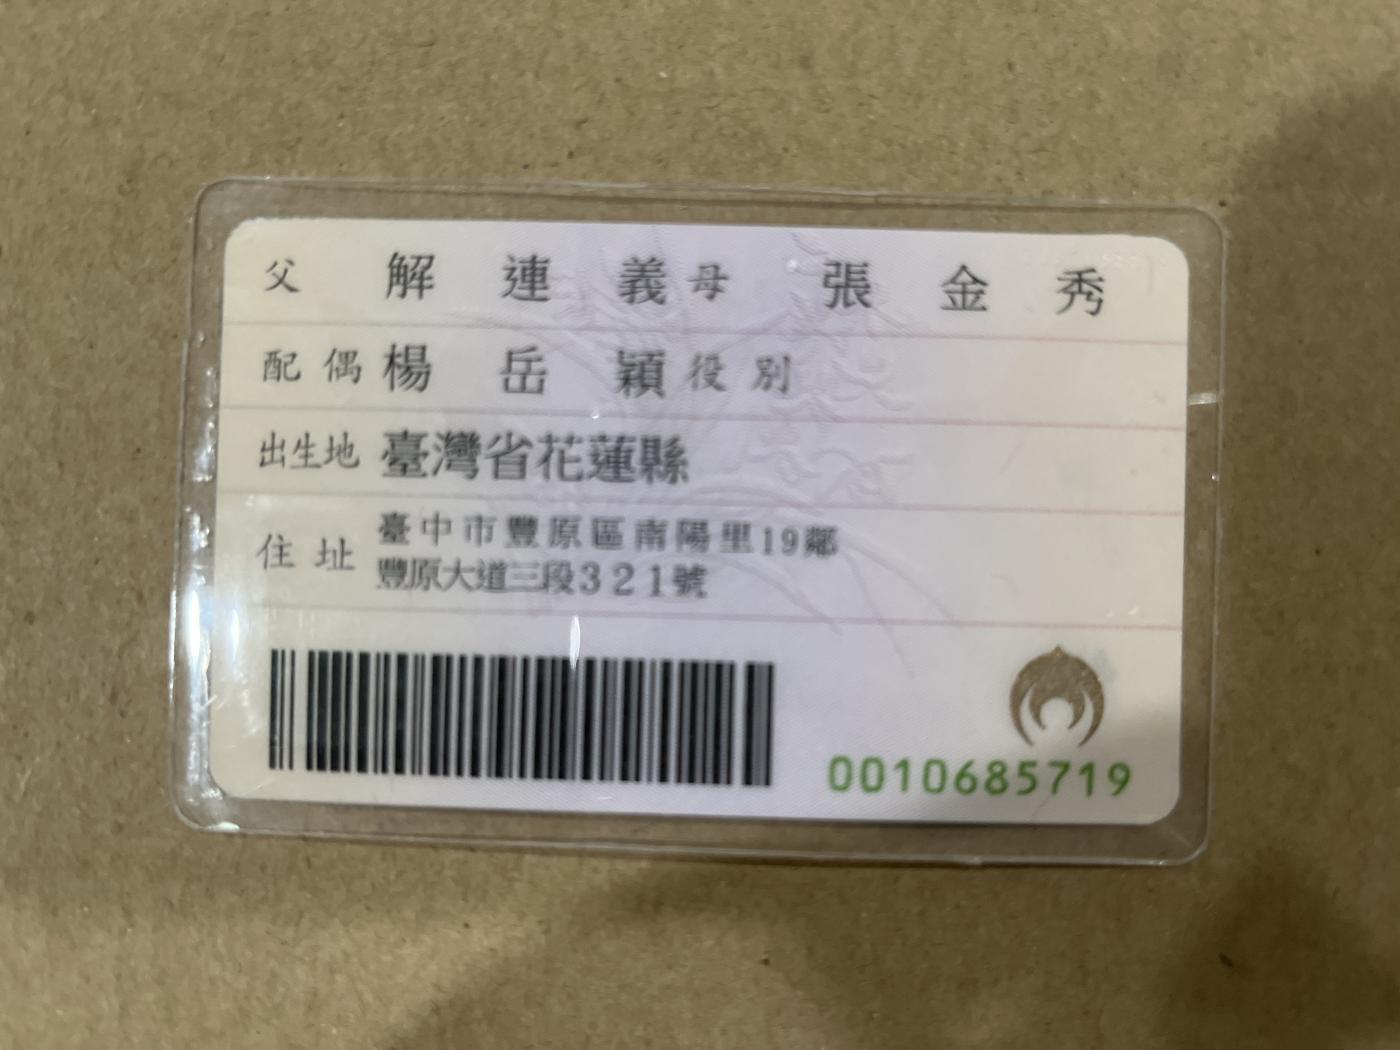 父 解連義 母 張金秀
配偶 楊岳穎 役別
出生地 臺灣省花蓮縣
住址 臺中市豐原區南陽里19鄰
豐原大道三段321號
0010685719